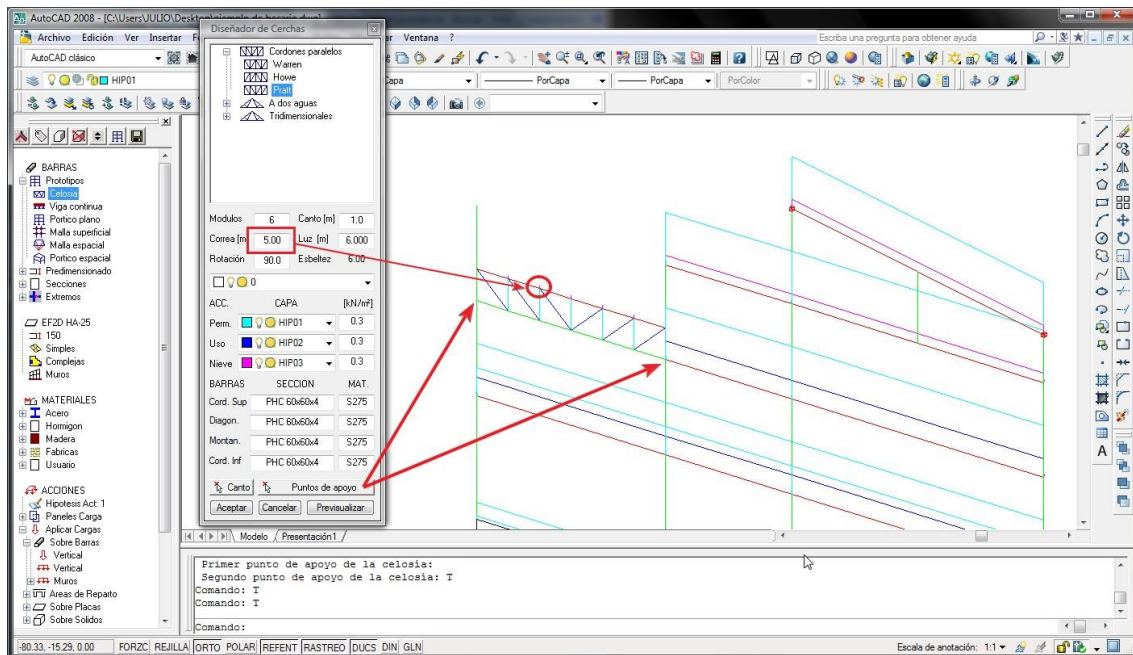 AutoCAD 2008 - [C:\Users\JULIO\Desktop\ejemplo de horario.dwg]
Archivo Edición Ver Insertar
Ventana ?
Escriba una pregunta para obtener ayuda
AutoCAD clásico
HIP01
PorCapa
PorCapa
PorColor
Diseñador de Cerchas
Cordones paralelos
Warren
Howe
Pratt
A dos aguas
Tridimensionales
Modulos 6 Canto [m] 1.0
Correa [m 5.00 Luz [m] 6.000
Rotación 90.0 Esbeltez 6.00
0
ACC. CAPA [kN/m²]
Perm. HIP01 0.3
Uso HIP02 0.3
Nieve HIP03 0.3
BARRAS SECCION MAT.
Cord. Sup PHC 60x60x4 S275
Diagon. PHC 60x60x4 S275
Montan. PHC 60x60x4 S275
Cord. Inf PHC 60x60x4 S275
Canto Puntos de apoyo
Aceptar Cancelar Previsualizar
BARRAS
Prototipos
Celosia
Viga continua
Portico plano
Malla superficial
Malla espacial
Portico espacial
Predimensionado
Secciones
Extremos
EF2D HA-25
150
Simples
Complejas
Muros
MATERIALES
Acero
Hormigon
Madera
Fabricas
Usuario
ACCIONES
Hipotesis Act: 1
Paneles Carga
Aplicar Cargas
Sobre Barras
Vertical
Vertical
Muros
Areas de Reparto
Sobre Placas
Sobre Solidos
Modelo Presentación1
Primer punto de apoyo de la celosía:
Segundo punto de apoyo de la celosía: T
Comando: T
Comando: T
Comando:
-80.33, -15.29, 0.00 FORZC REJILLA ORTO POLAR REFENT RASTREO DUCS DIN GLN
Escala de anotación: 1:1